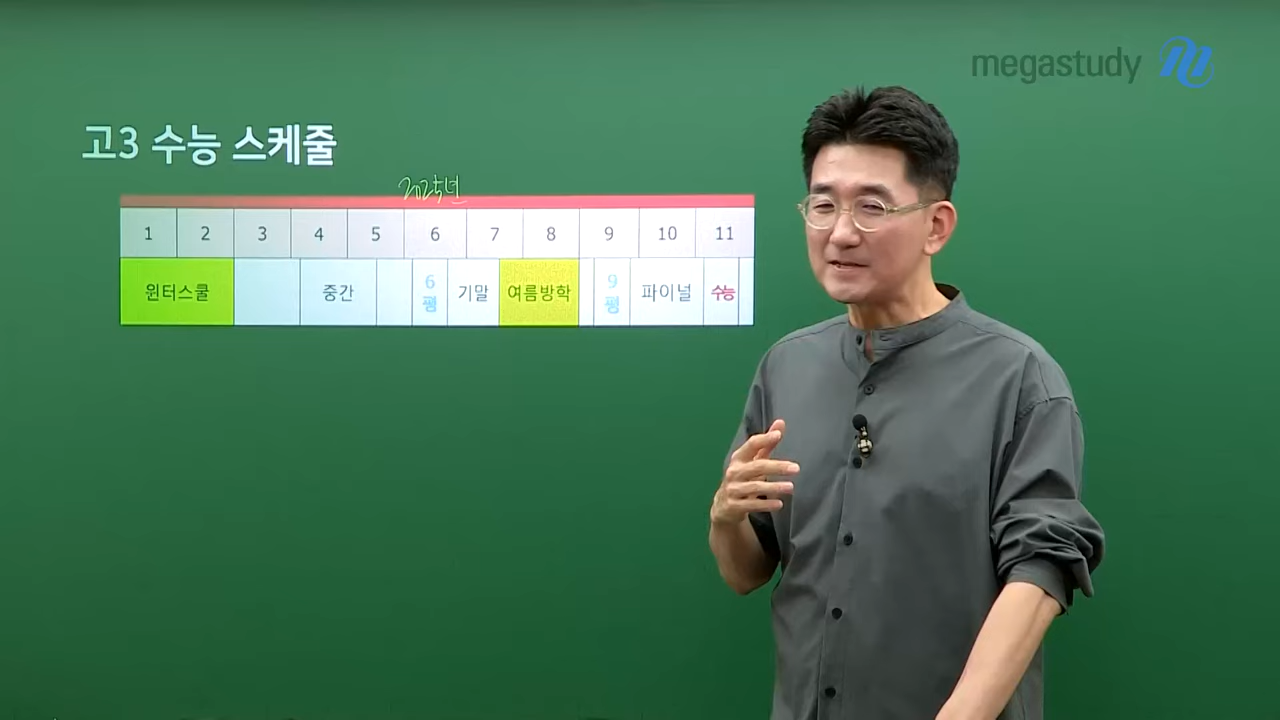 megastudy
고3 수능 스케줄
2025년
1 2 3 4 5 6 7 8 9 10 11
윈터스쿨 중간 6평 기말 여름방학 9평 파이널 수능